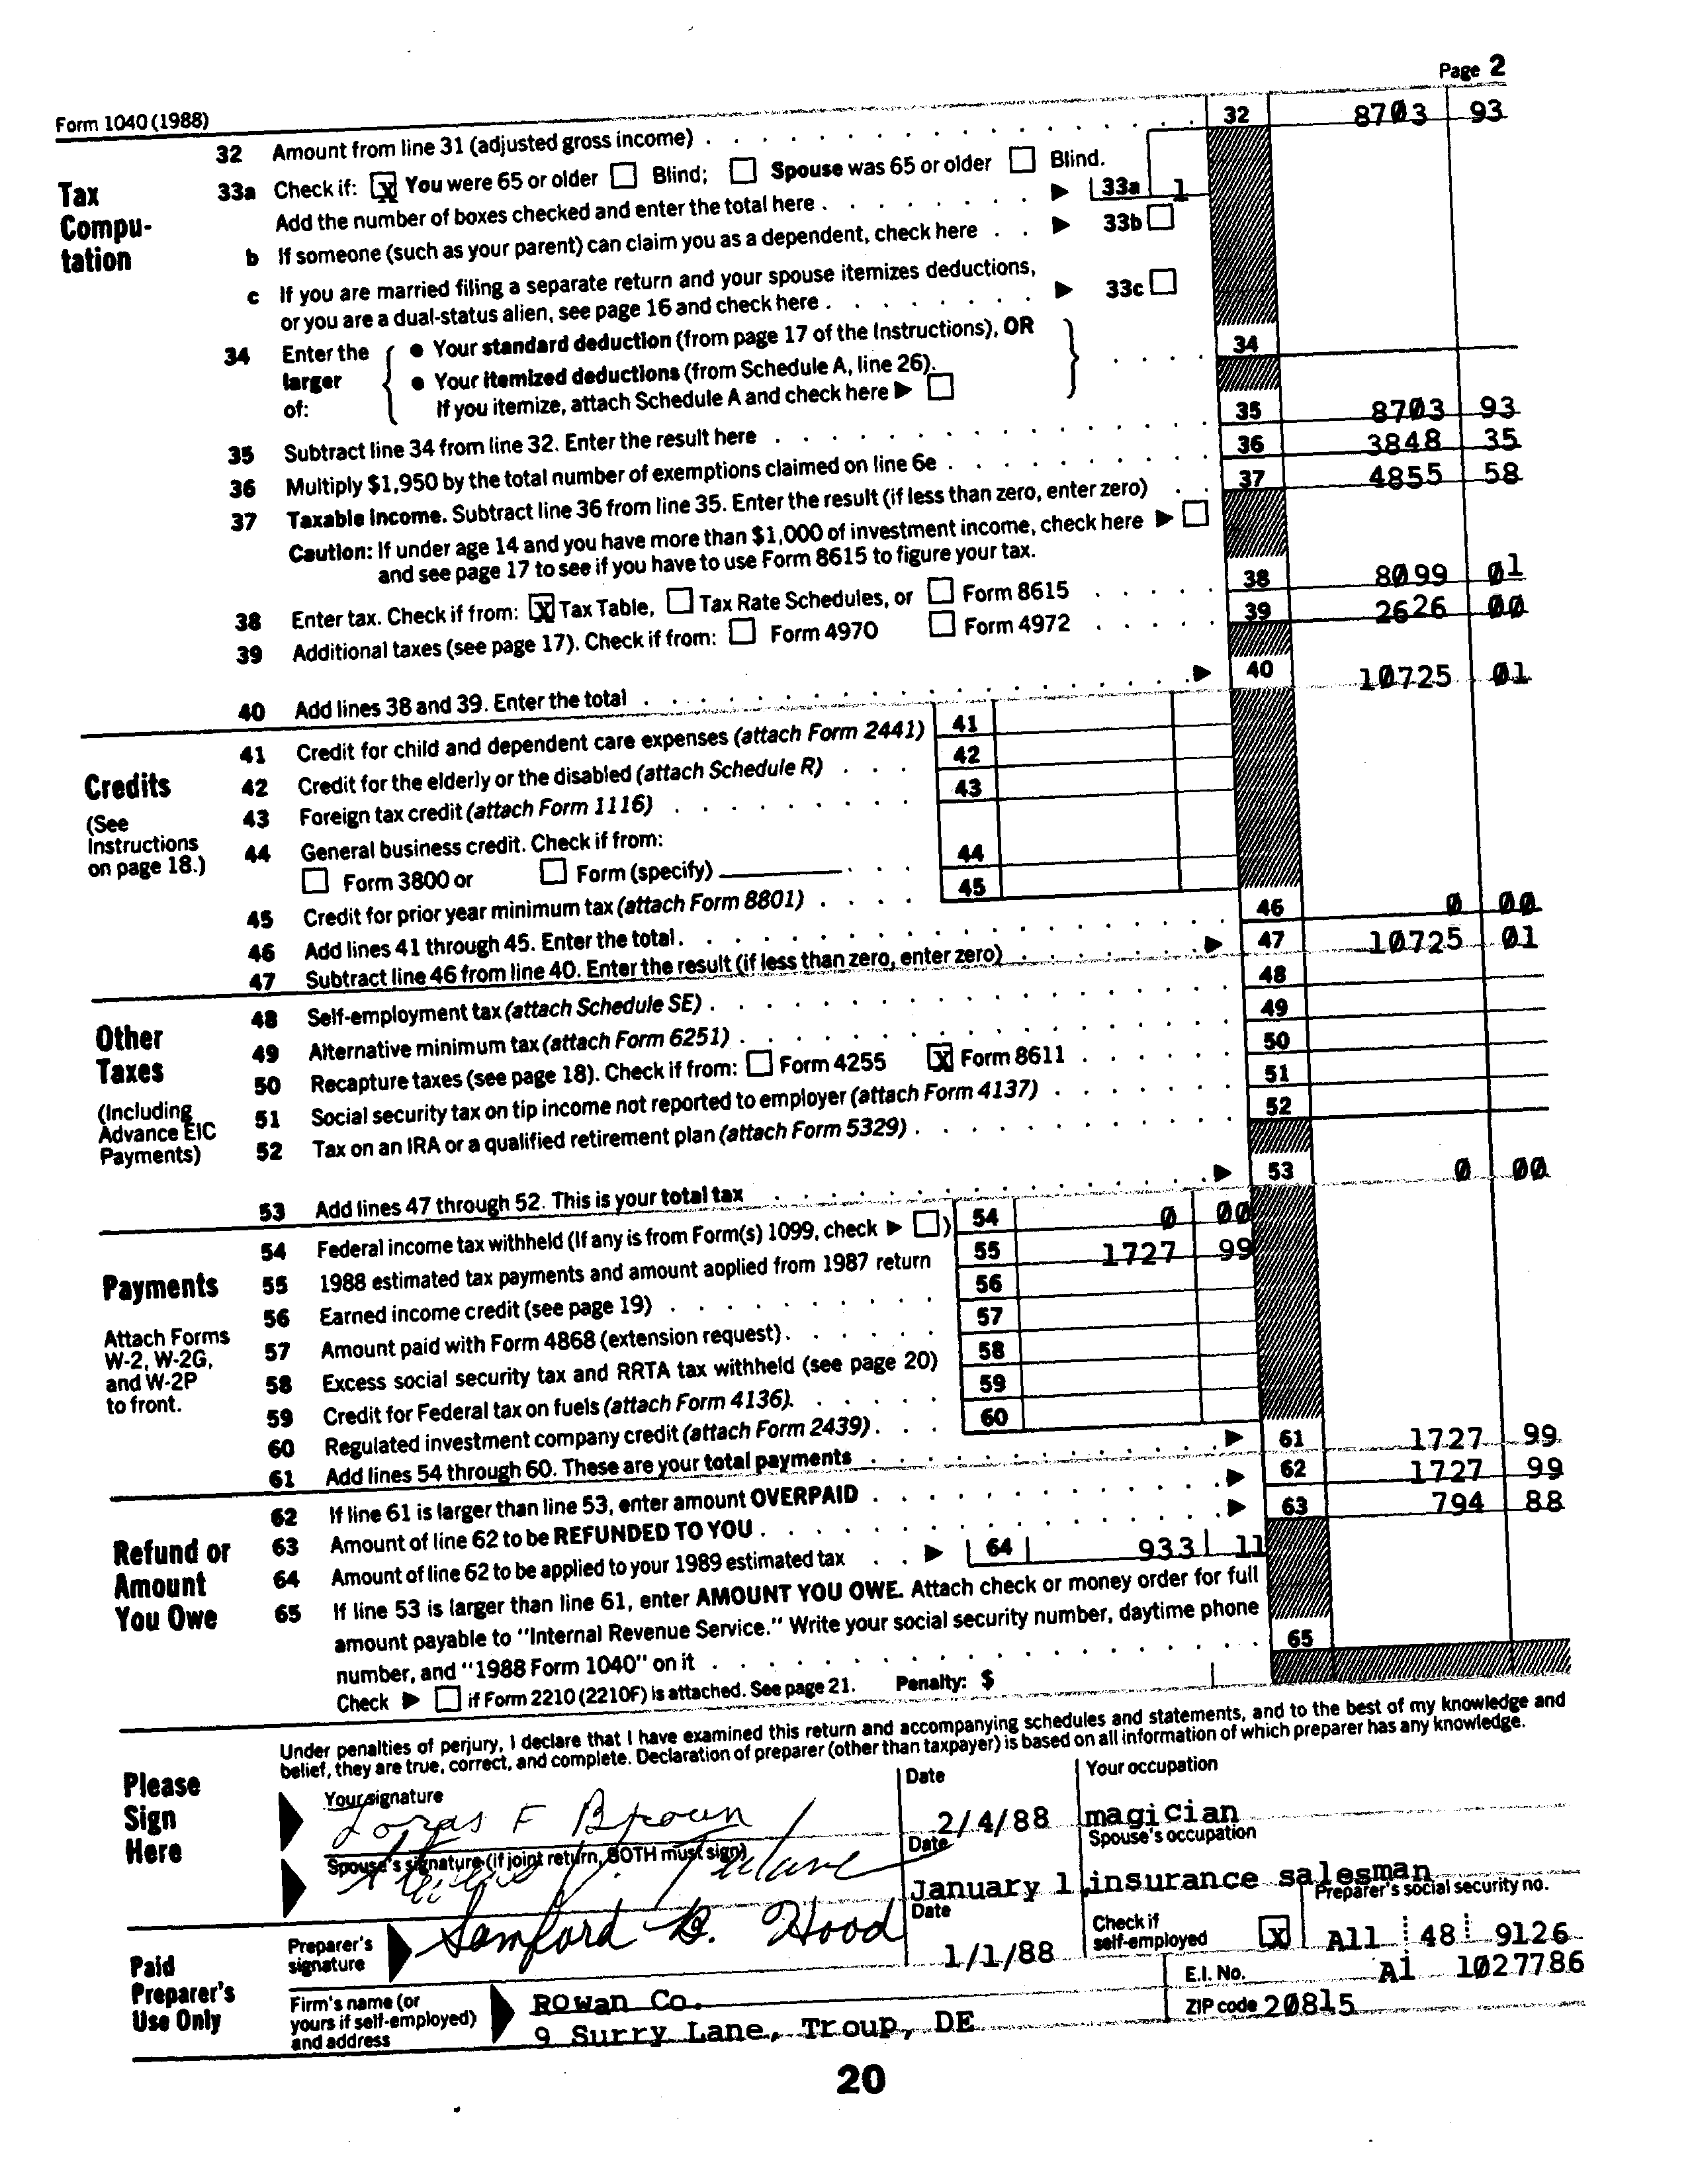 Page 2
Form 1040 (1988)
32 Amount from line 31 (adjusted gross income) 32 8703 93
Tax Compu- tation
33a Check if: X You were 65 or older Blind; Spouse was 65 or older Blind.
Add the number of boxes checked and enter the total here 33a 1
b If someone (such as your parent) can claim you as a dependent, check here 33b
c If you are married filing a separate return and your spouse itemizes deductions,
or you are a dual-status alien, see page 16 and check here 33c
34 Enter the larger of: • Your standard deduction (from page 17 of the Instructions), OR 34
• Your itemized deductions (from Schedule A, line 26).
If you itemize, attach Schedule A and check here
35 Subtract line 34 from line 32. Enter the result here 35 8703 93
36 Multiply $1,950 by the total number of exemptions claimed on line 6e 36 3848 35
37 Taxable income. Subtract line 36 from line 35. Enter the result (if less than zero, enter zero) 37 4855 58
Caution: If under age 14 and you have more than $1,000 of investment income, check here
and see page 17 to see if you have to use Form 8615 to figure your tax.
38 Enter tax. Check if from: X Tax Table, Tax Rate Schedules, or Form 8615 38 8099 01
39 Additional taxes (see page 17). Check if from: Form 4970 Form 4972 39 2626 00
40 Add lines 38 and 39. Enter the total 40 10725 01
Credits
(See Instructions on page 18.)
41 Credit for child and dependent care expenses (attach Form 2441) 41
42 Credit for the elderly or the disabled (attach Schedule R) 42
43 Foreign tax credit (attach Form 1116) 43
44 General business credit. Check if from:
Form 3800 or Form (specify) 44
45 Credit for prior year minimum tax (attach Form 8801) 45
46 Add lines 41 through 45. Enter the total 46 0 00
47 Subtract line 46 from line 40. Enter the result (if less than zero, enter zero) 47 10725 01
Other Taxes
(Including Advance EIC Payments)
48 Self-employment tax (attach Schedule SE) 48
49 Alternative minimum tax (attach Form 6251) 49
50 Recapture taxes (see page 18). Check if from: Form 4255 X Form 8611 50
51 Social security tax on tip income not reported to employer (attach Form 4137) 51
52 Tax on an IRA or a qualified retirement plan (attach Form 5329) 52
53 Add lines 47 through 52. This is your total tax 53 0 00
Payments
Attach Forms W-2, W-2G, and W-2P to front.
54 Federal income tax withheld (If any is from Form(s) 1099, check ) 54 0 00
55 1988 estimated tax payments and amount applied from 1987 return 55 1727 99
56 Earned income credit (see page 19) 56
57 Amount paid with Form 4868 (extension request) 57
58 Excess social security tax and RRTA tax withheld (see page 20) 58
59 Credit for Federal tax on fuels (attach Form 4136) 59
60 Regulated investment company credit (attach Form 2439) 60
61 Add lines 54 through 60. These are your total payments 61 1727 99
Refund or Amount You Owe
62 If line 61 is larger than line 53, enter amount OVERPAID 62 1727 99
63 Amount of line 62 to be REFUNDED TO YOU 63 794 88
64 Amount of line 62 to be applied to your 1989 estimated tax 64 933 11
65 If line 53 is larger than line 61, enter AMOUNT YOU OWE. Attach check or money order for full
amount payable to "Internal Revenue Service." Write your social security number, daytime phone
number, and "1988 Form 1040" on it 65
Check if Form 2210 (2210F) is attached. See page 21. Penalty: $
Please Sign Here
Under penalties of perjury, I declare that I have examined this return and accompanying schedules and statements, and to the best of my knowledge and
belief, they are true, correct, and complete. Declaration of preparer (other than taxpayer) is based on all information of which preparer has any knowledge.
Your signature Date Your occupation
Loras F Brown 2/4/88 magician
Spouse's signature (if joint return, BOTH must sign) Date Spouse's occupation
January 1 insurance salesman
Paid Preparer's Use Only
Preparer's signature Samford B. Hood Date 1/1/88 Check if self-employed X Preparer's social security no. A11 48 9126
Firm's name (or yours if self-employed) and address Rowan Co. E.I. No. A1 1027786
9 Surry Lane, Troup, DE ZIP code 20815
20